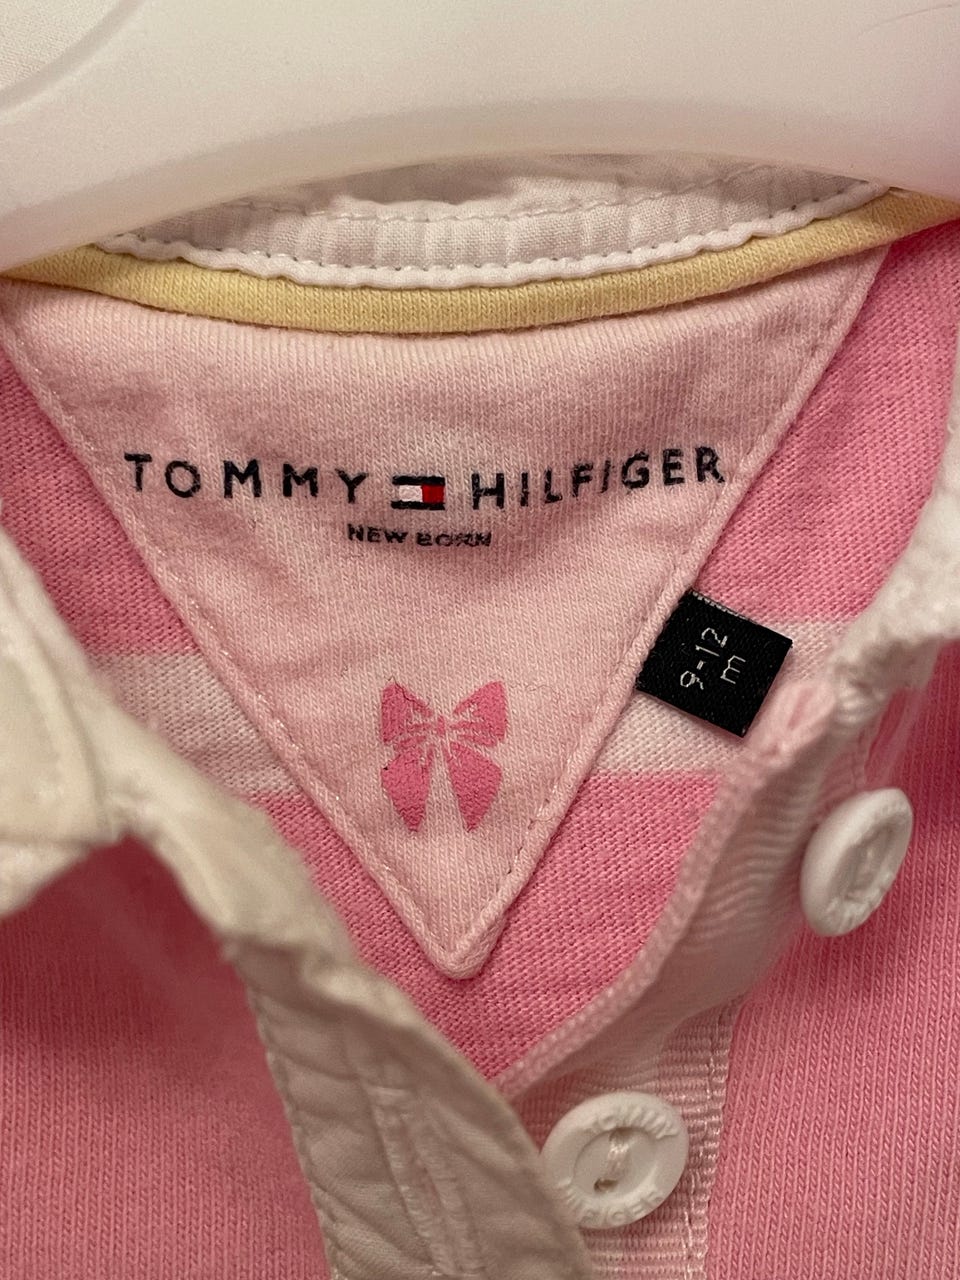 TOMMY HILFIGER
NEW BORN
9-12
m
TOMMY
HILFIGER